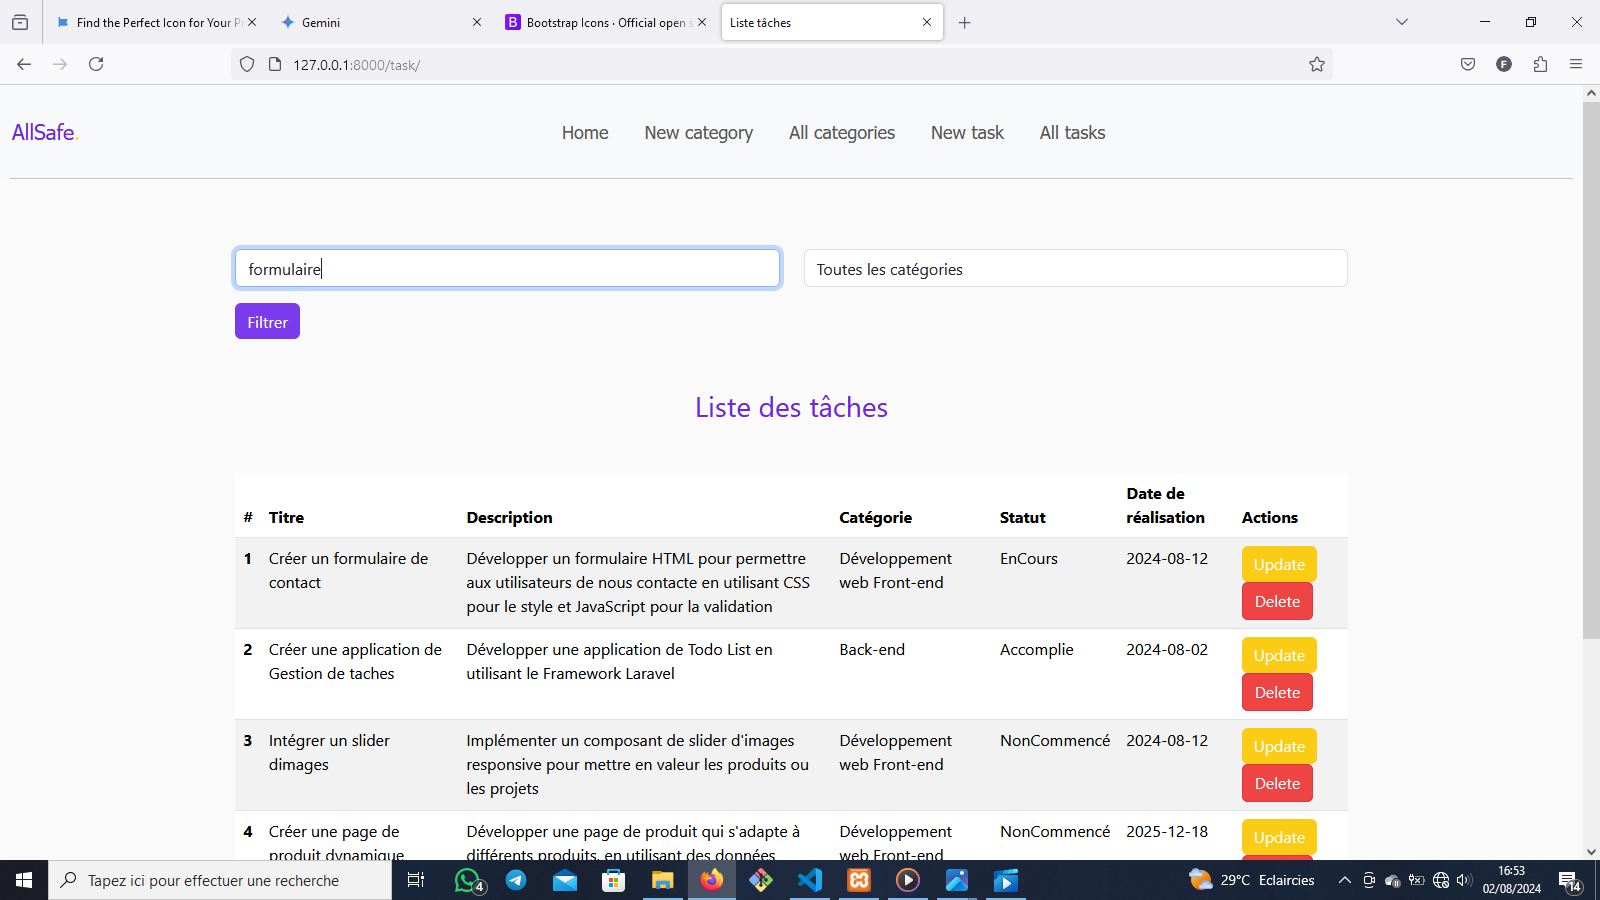 Find the Perfect Icon for Your Pr
Gemini
Bootstrap Icons · Official open s
Liste tâches
127.0.0.1:8000/task/
F
AllSafe.
Home
New category
All categories
New task
All tasks
formulaire
Toutes les catégories
Filtrer
Liste des tâches
# Titre Description Catégorie Statut Date de réalisation Actions
1
Créer un formulaire de
contact
Développer un formulaire HTML pour permettre
aux utilisateurs de nous contacte en utilisant CSS
pour le style et JavaScript pour la validation
Développement
web Front-end
EnCours
2024-08-12
Update
Delete
2
Créer une application de
Gestion de taches
Développer une application de Todo List en
utilisant le Framework Laravel
Back-end
Accomplie
2024-08-02
Update
Delete
3
Intégrer un slider
dimages
Implémenter un composant de slider d'images
responsive pour mettre en valeur les produits ou
les projets
Développement
web Front-end
NonCommencé
2024-08-12
Update
Delete
4
Créer une page de
produit dynamique
Développer une page de produit qui s'adapte à
différents produits, en utilisant des données
Développement
web Front-end
NonCommencé
2025-12-18
Update
Tapez ici pour effectuer une recherche
4
29°C Eclaircies
16:53
02/08/2024
14